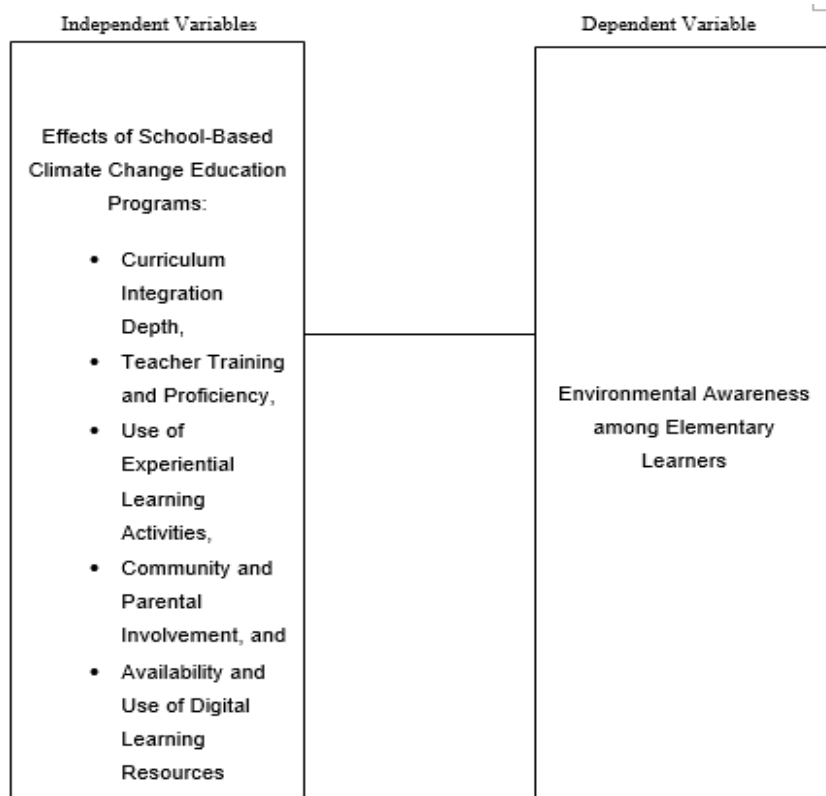 Independent Variables
Dependent Variable
Effects of School-Based
Climate Change Education
Programs:
• Curriculum
Integration
Depth,
• Teacher Training
and Proficiency,
• Use of
Experiential
Learning
Activities,
• Community and
Parental
Involvement, and
• Availability and
Use of Digital
Learning
Resources
Environmental Awareness
among Elementary
Learners